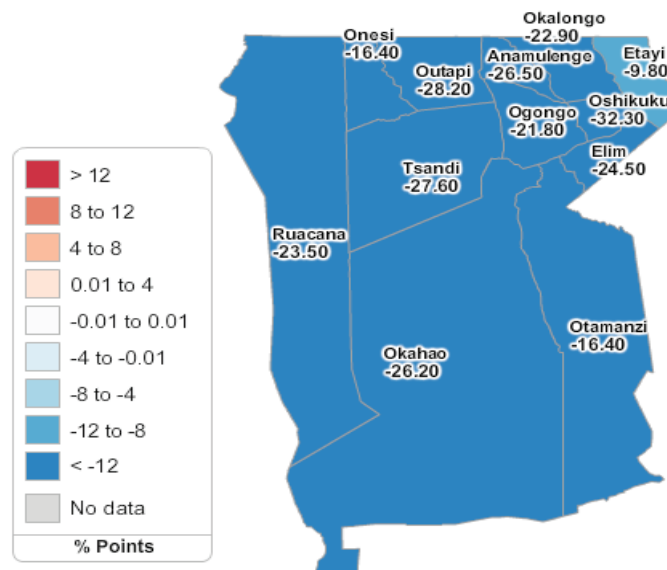 Okalongo
-22.90
Onesi
-16.40
Anamulenge
-26.50
Etayi
-9.80
Outapi
-28.20
Oshikuku
-32.30
Ogongo
-21.80
Elim
-24.50
Tsandi
-27.60
Ruacana
-23.50
Otamanzi
-16.40
Okahao
-26.20
> 12
8 to 12
4 to 8
0.01 to 4
-0.01 to 0.01
-4 to -0.01
-8 to -4
-12 to -8
< -12
No data
% Points